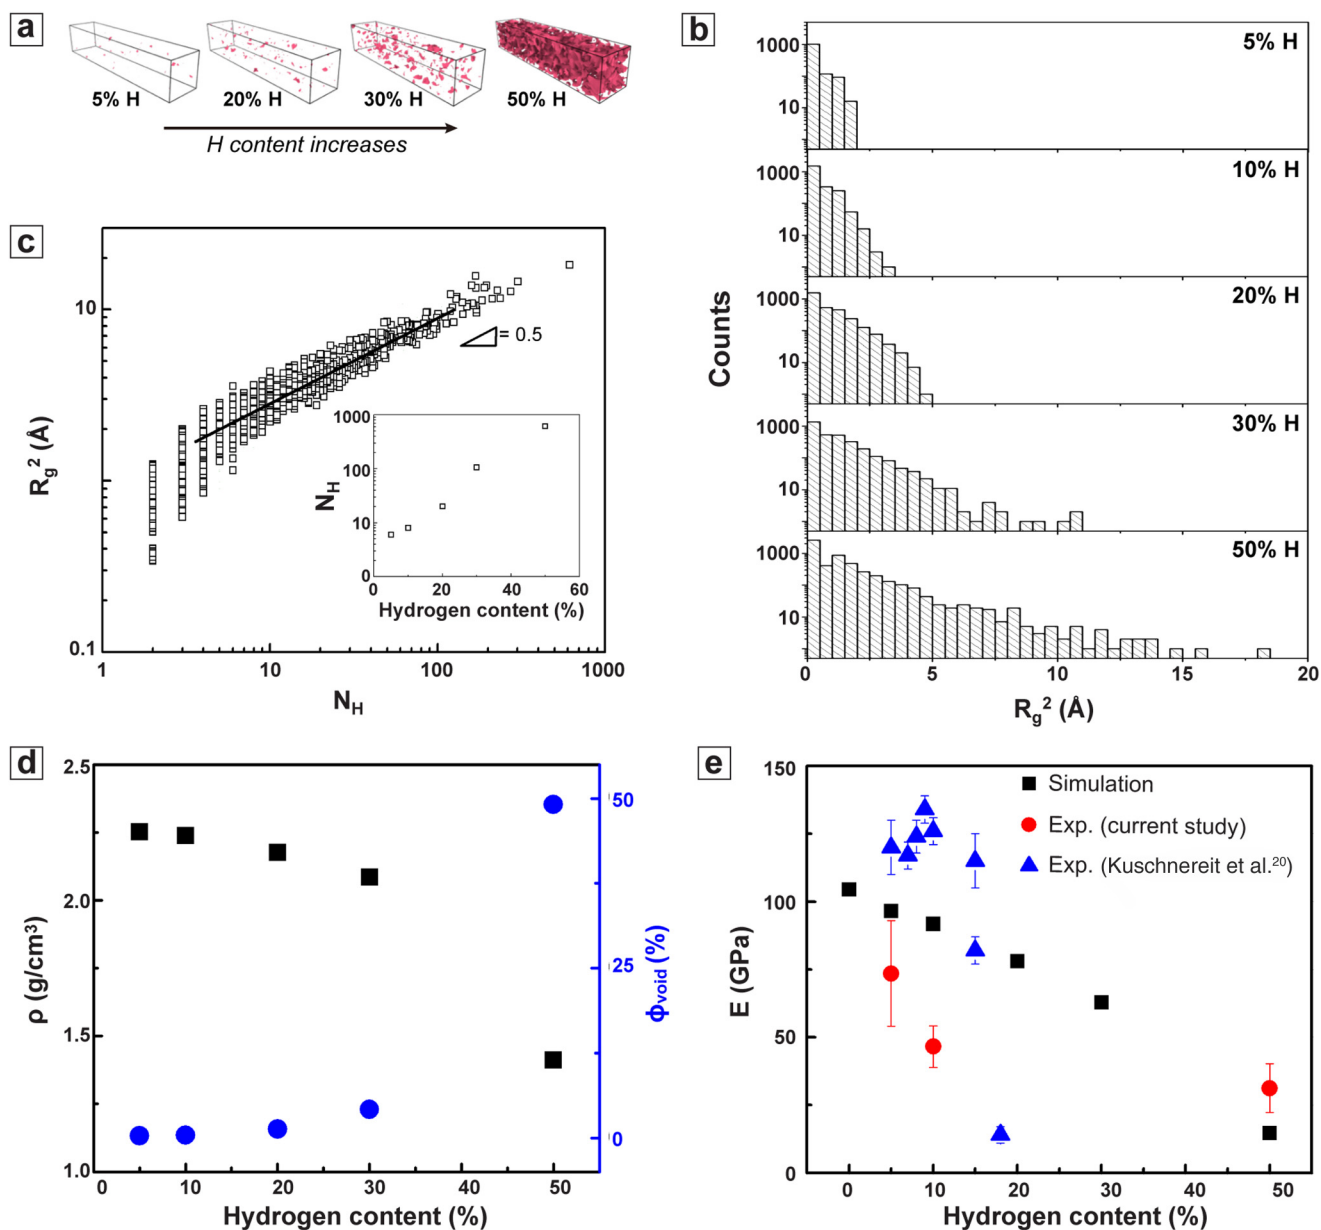 a
5% H
20% H
30% H
50% H
H content increases
b
1000
10
5% H
1000
10
10% H
1000
10
20% H
1000
10
30% H
1000
10
50% H
Counts
0
5
10
15
20
Rg² (Å)
c
10
1
0.1
Rg² (Å)
= 0.5
1
10
100
1000
NH
1000
100
10
0
NH
0
20
40
60
Hydrogen content (%)
d
2.5
2.0
1.5
1.0
ρ (g/cm³)
50
25
0
Φvoid (%)
0
10
20
30
40
50
Hydrogen content (%)
e
150
100
50
0
E (GPa)
Simulation
Exp. (current study)
Exp. (Kuschnereit et al.²⁰)
0
10
20
30
40
50
Hydrogen content (%)